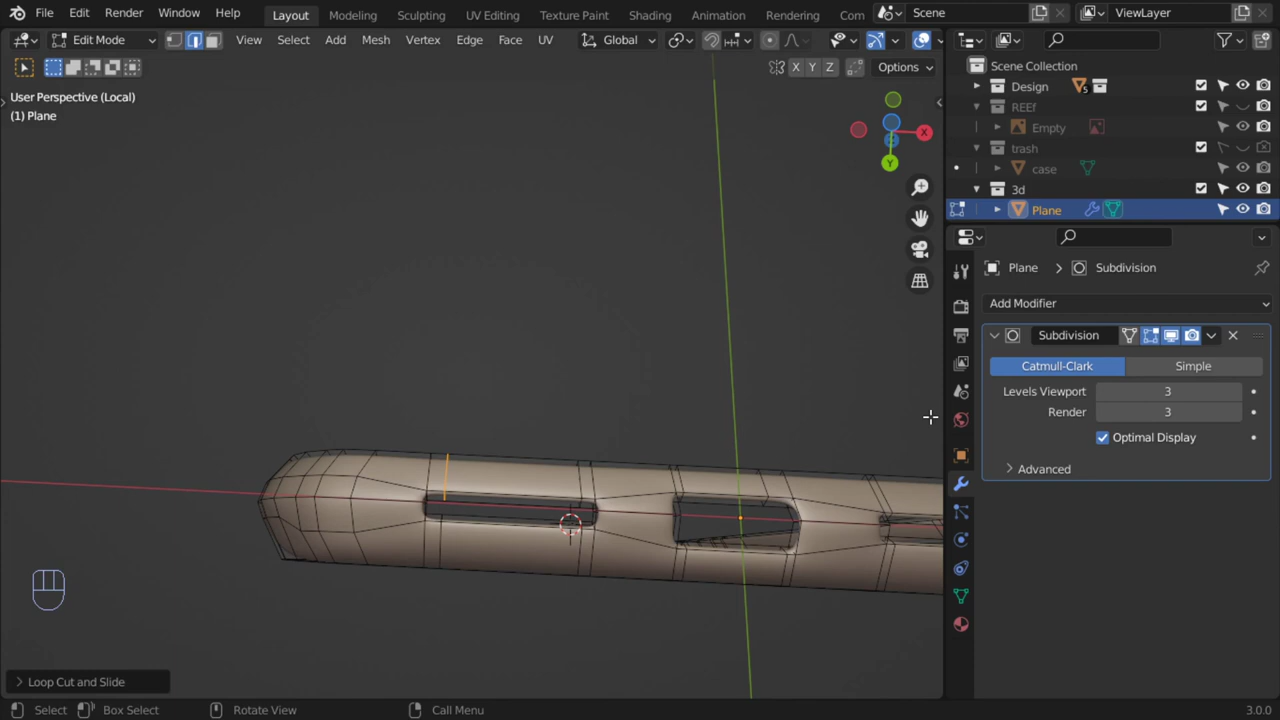 File Edit Render Window Help Layout Modeling Sculpting UV Editing Texture Paint Shading Animation Rendering Com Scene ViewLayer
Edit Mode View Select Add Mesh Vertex Edge Face UV Global
X Y Z Options
User Perspective (Local)
(1) Plane
X
Y
Loop Cut and Slide
Scene Collection
Design 5
REEf
Empty
trash
case
3d
Plane
Plane > Subdivision
Add Modifier
Subdivision
Catmull-Clark Simple
Levels Viewport 3
Render 3
Optimal Display
Advanced
Select Box Select Rotate View Call Menu 3.0.0